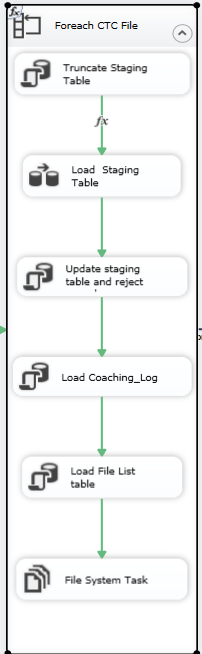 fx
Foreach CTC File
Truncate Staging
Table
fx
Load Staging
Table
Update staging
table and reject
Load Coaching_Log
Load File List
table
File System Task